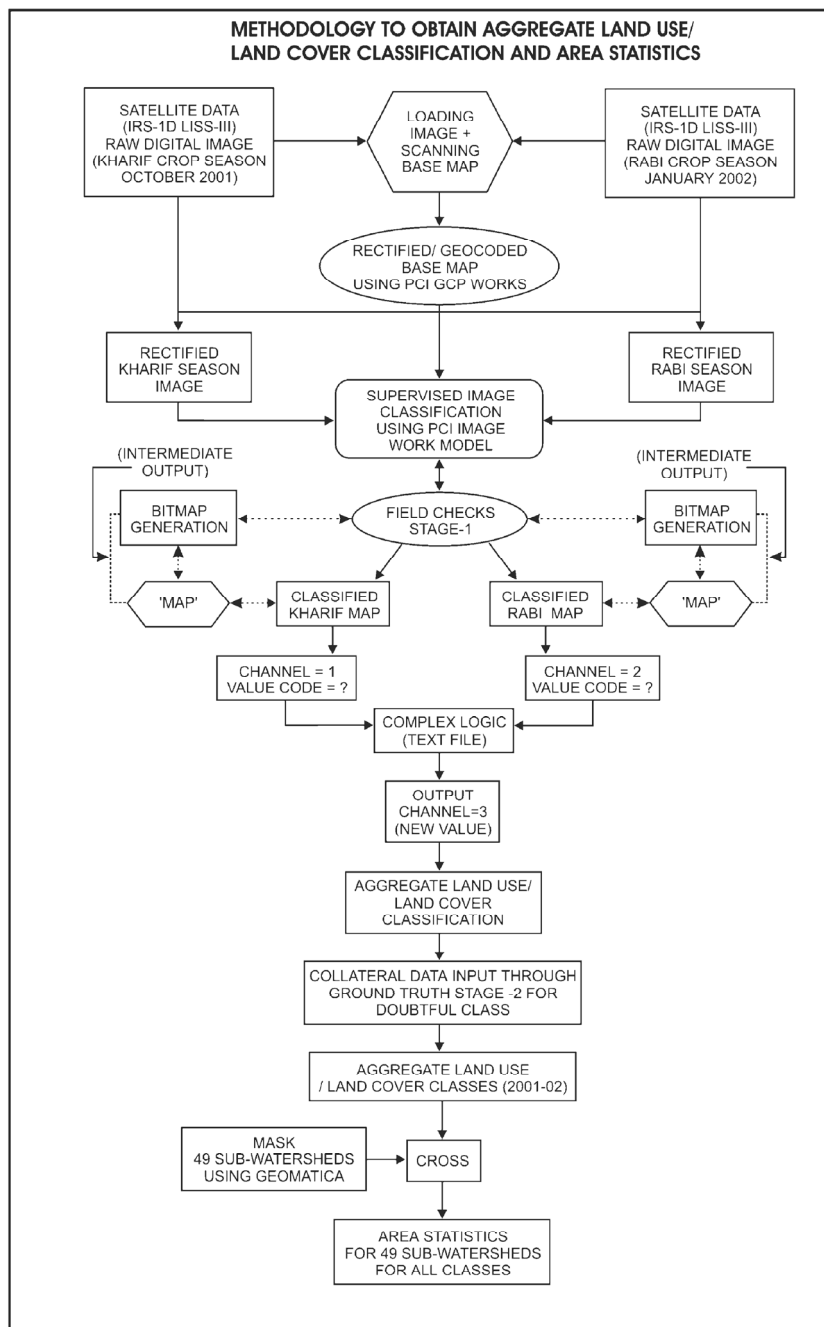 METHODOLOGY TO OBTAIN AGGREGATE LAND USE/
LAND COVER CLASSIFICATION AND AREA STATISTICS
SATELLITE DATA
(IRS-1D LISS-III)
RAW DIGITAL IMAGE
(KHARIF CROP SEASON
OCTOBER 2001)
LOADING
IMAGE +
SCANNING
BASE MAP
SATELLITE DATA
(IRS-1D LISS-III)
RAW DIGITAL IMAGE
(RABI CROP SEASON
JANUARY 2002)
RECTIFIED/ GEOCODED
BASE MAP
USING PCI GCP WORKS
RECTIFIED
KHARIF SEASON
IMAGE
RECTIFIED
RABI SEASON
IMAGE
SUPERVISED IMAGE
CLASSIFICATION
USING PCI IMAGE
WORK MODEL
(INTERMEDIATE
OUTPUT)
(INTERMEDIATE
OUTPUT)
BITMAP
GENERATION
FIELD CHECKS
STAGE-1
BITMAP
GENERATION
'MAP'
CLASSIFIED
KHARIF MAP
CLASSIFIED
RABI MAP
'MAP'
CHANNEL = 1
VALUE CODE = ?
CHANNEL = 2
VALUE CODE = ?
COMPLEX LOGIC
(TEXT FILE)
OUTPUT
CHANNEL=3
(NEW VALUE)
AGGREGATE LAND USE/
LAND COVER
CLASSIFICATION
COLLATERAL DATA INPUT THROUGH
GROUND TRUTH STAGE -2 FOR
DOUBTFUL CLASS
AGGREGATE LAND USE
/ LAND COVER CLASSES (2001-02)
MASK
49 SUB-WATERSHEDS
USING GEOMATICA
CROSS
AREA STATISTICS
FOR 49 SUB-WATERSHEDS
FOR ALL CLASSES